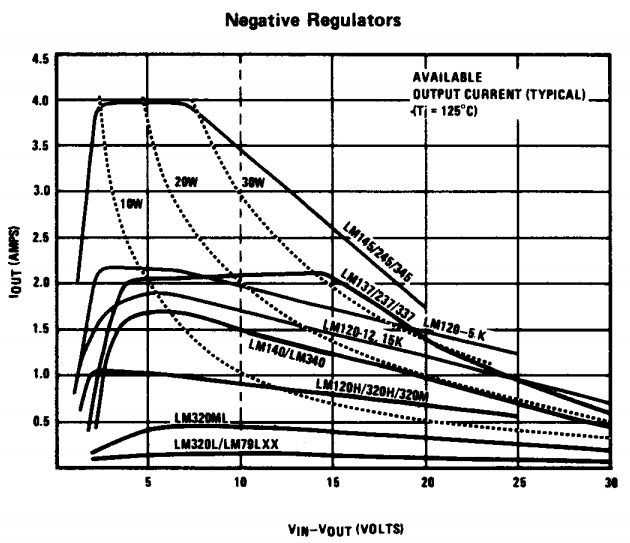 Negative Regulators
4.5
4.0
3.5
3.0
2.5
2.0
1.5
1.0
0.5
IOUT (AMPS)
AVAILABLE
OUTPUT CURRENT (TYPICAL)
(Tj = 125°C)
10W
20W
30W
LM145/245/345
LM137/237/337
LM120-5 K
LM120-12, 15K
LM140/LM340
LM120H/320H/320M
LM320ML
LM320L/LM79LXX
5
10
15
20
25
30
VIN–VOUT (VOLTS)